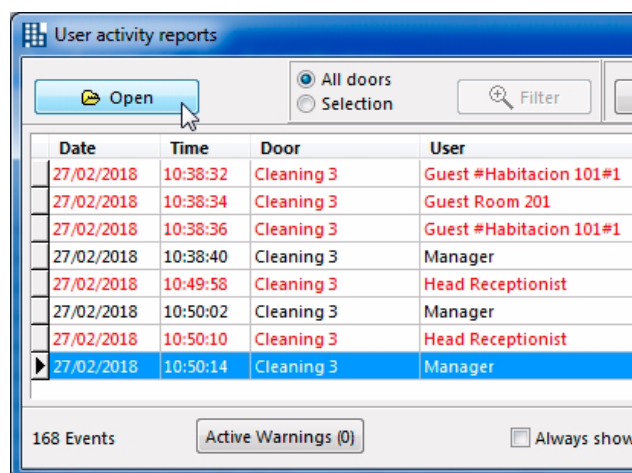 User activity reports
Open
All doors
Selection
Filter
Date Time Door User
27/02/2018 10:38:32 Cleaning 3 Guest #Habitacion 101#1
27/02/2018 10:38:34 Cleaning 3 Guest Room 201
27/02/2018 10:38:36 Cleaning 3 Guest #Habitacion 101#1
27/02/2018 10:38:40 Cleaning 3 Manager
27/02/2018 10:49:58 Cleaning 3 Head Receptionist
27/02/2018 10:50:02 Cleaning 3 Manager
27/02/2018 10:50:10 Cleaning 3 Head Receptionist
27/02/2018 10:50:14 Cleaning 3 Manager
168 Events Active Warnings (0) Always show